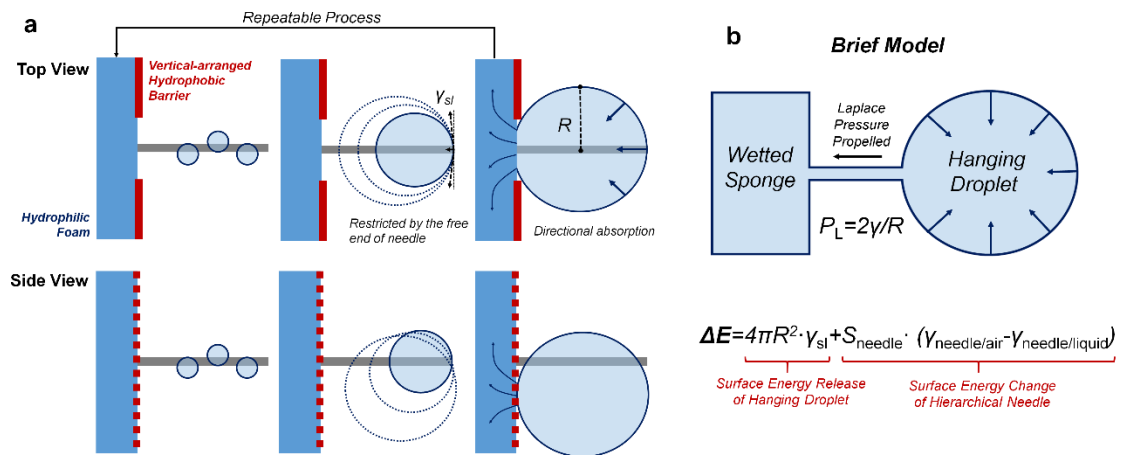 a
Repeatable Process
Top View
Vertical-arranged
Hydrophobic
Barrier
γsl
R
Hydrophilic
Foam
Restricted by the free
end of needle
Directional absorption
Side View
b
Brief Model
Laplace
Pressure
Propelled
Wetted
Sponge
Hanging
Droplet
PL=2γ/R
ΔE=4πR²·γsl+Sneedle· (γneedle/air-γneedle/liquid)
Surface Energy Release
of Hanging Droplet
Surface Energy Change
of Hierarchical Needle